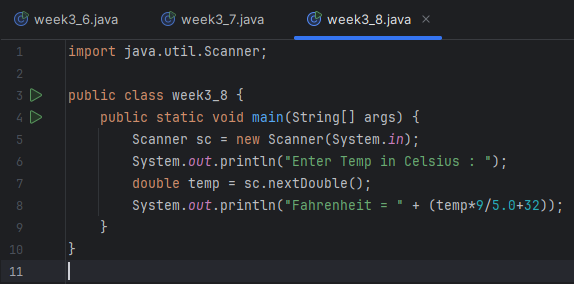 week3_6.java week3_7.java week3_8.java
1 import java.util.Scanner;
2
3 public class week3_8 {
4 public static void main(String[] args) {
5 Scanner sc = new Scanner(System.in);
6 System.out.println("Enter Temp in Celsius : ");
7 double temp = sc.nextDouble();
8 System.out.println("Fahrenheit = " + (temp*9/5.0+32));
9 }
10 }
11